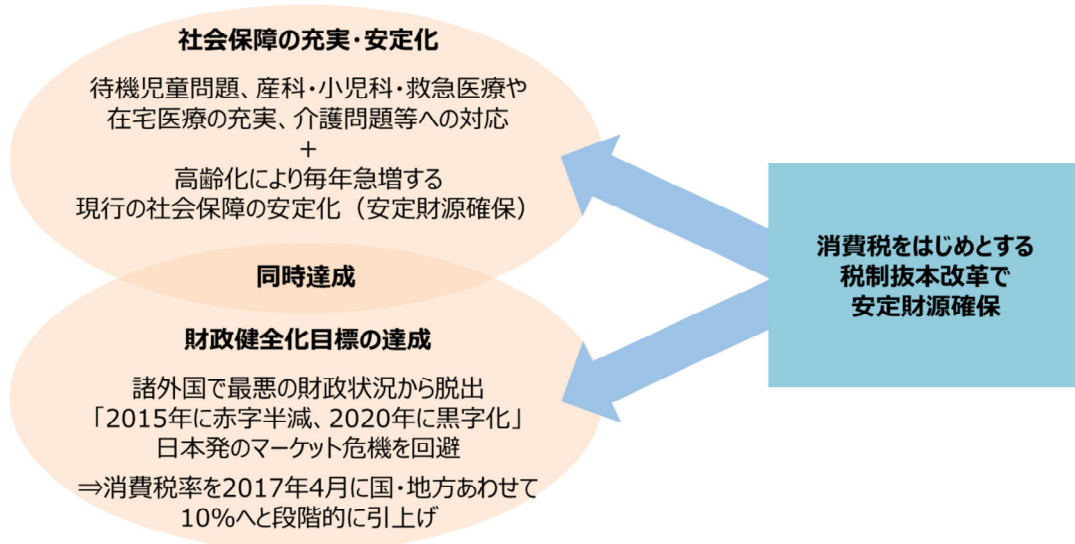 社会保障の充実・安定化
待機児童問題、産科・小児科・救急医療や
在宅医療の充実、介護問題等への対応
+
高齢化により毎年急増する
現行の社会保障の安定化（安定財源確保）
同時達成
財政健全化目標の達成
諸外国で最悪の財政状況から脱出
「2015年に赤字半減、2020年に黒字化」
日本発のマーケット危機を回避
⇒消費税率を2017年4月に国・地方あわせて
10%へと段階的に引上げ
消費税をはじめとする
税制抜本改革で
安定財源確保